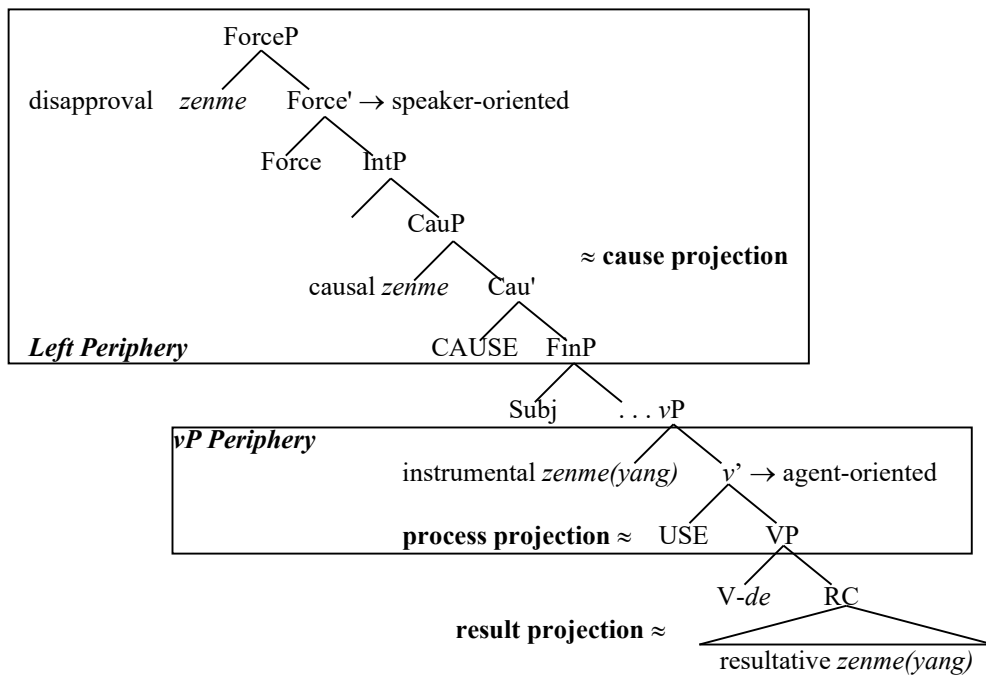 ForceP
disapproval zenme Force' → speaker-oriented
Force IntP
CauP
≈ cause projection
causal zenme Cau'
Left Periphery CAUSE FinP
Subj . . . vP
vP Periphery
instrumental zenme(yang) v’ → agent-oriented
process projection ≈ USE VP
V-de RC
result projection ≈
resultative zenme(yang)